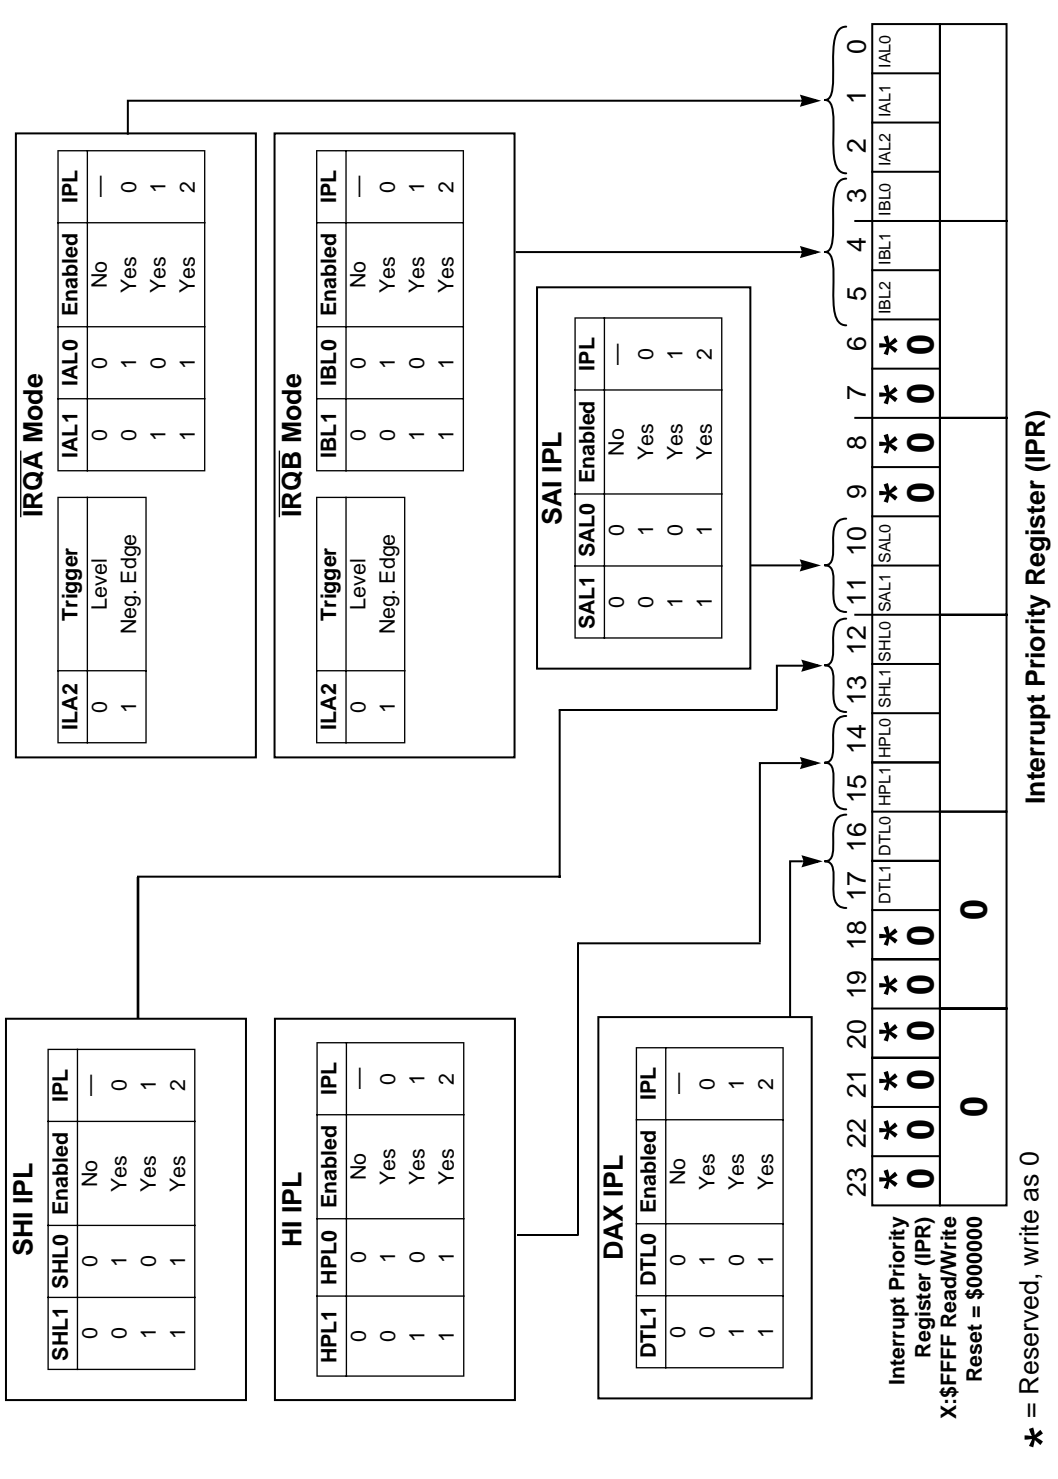 SHI IPL
SHL1 SHL0 Enabled IPL
0 0 No —
0 1 Yes 0
1 0 Yes 1
1 1 Yes 2
IRQA Mode
ILA2 Trigger
0 Level
1 Neg. Edge
IAL1 IAL0 Enabled IPL
0 0 No —
0 1 Yes 0
1 0 Yes 1
1 1 Yes 2
HI IPL
HPL1 HPL0 Enabled IPL
0 0 No —
0 1 Yes 0
1 0 Yes 1
1 1 Yes 2
IRQB Mode
ILA2 Trigger
0 Level
1 Neg. Edge
IBL1 IBL0 Enabled IPL
0 0 No —
0 1 Yes 0
1 0 Yes 1
1 1 Yes 2
SAI IPL
SAL1 SAL0 Enabled IPL
0 0 No —
0 1 Yes 0
1 0 Yes 1
1 1 Yes 2
DAX IPL
DTL1 DTL0 Enabled IPL
0 0 No —
0 1 Yes 0
1 0 Yes 1
1 1 Yes 2
23 22 21 20 19 18 17 16 15 14 13 12 11 10 9 8 7 6 5 4 3 2 1 0
* * * * * * DTL1 DTL0 HPL1 HPL0 SHL1 SHL0 SAL1 SAL0 * * * * IBL2 IBL1 IBL0 IAL2 IAL1 IAL0
0 0 0 0 0 0 0 0 0 0
0 0
Interrupt Priority
Register (IPR)
X:$FFFF Read/Write
Reset = $000000
* = Reserved, write as 0
Interrupt Priority Register (IPR)